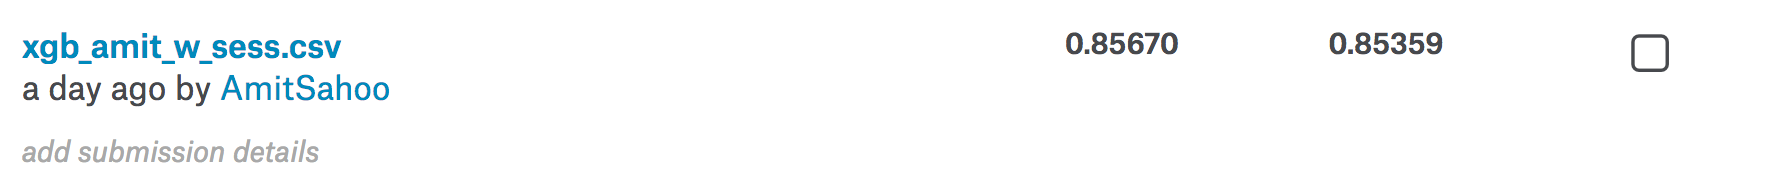 xgb_amit_w_sess.csv 0.85670 0.85359
a day ago by AmitSahoo
add submission details